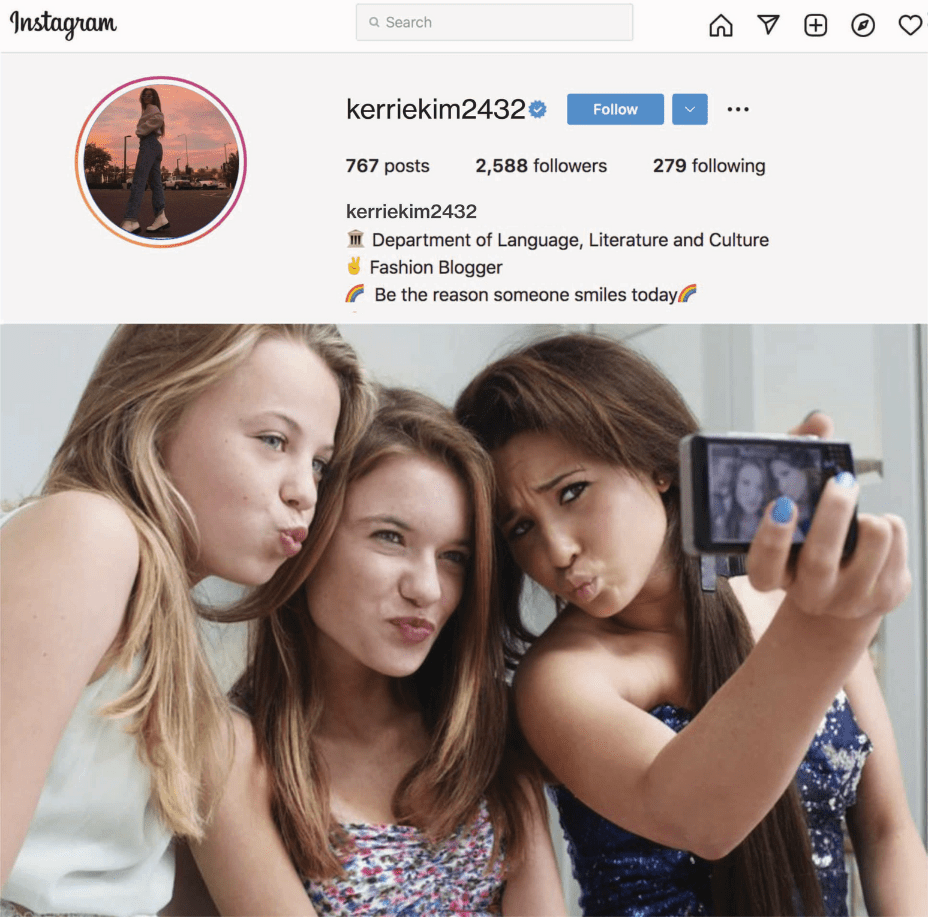 Instagram
Search
kerriekim2432
Follow
767 posts 2,588 followers 279 following
kerriekim2432
🏛️ Department of Language, Literature and Culture
✌️ Fashion Blogger
🌈 Be the reason someone smiles today🌈